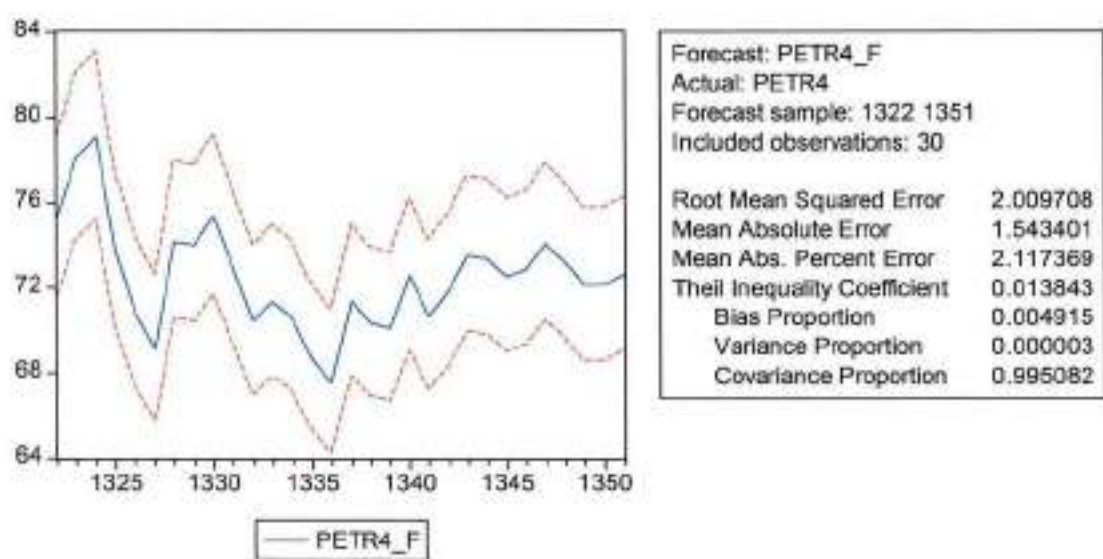 84
80
76
72
68
64
1325 1330 1335 1340 1345 1350
PETR4_F
Forecast: PETR4_F
Actual: PETR4
Forecast sample: 1322 1351
Included observations: 30
Root Mean Squared Error 2.009708
Mean Absolute Error 1.543401
Mean Abs. Percent Error 2.117369
Theil Inequality Coefficient 0.013843
Bias Proportion 0.004915
Variance Proportion 0.000003
Covariance Proportion 0.995082